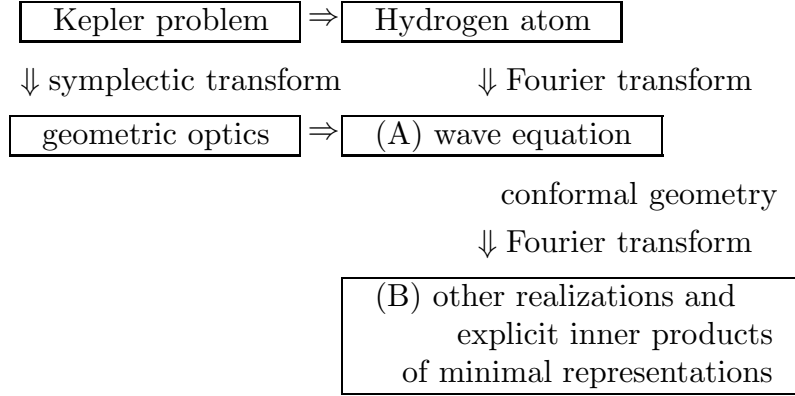 Kepler problem ⇒ Hydrogen atom
⇓ symplectic transform ⇓ Fourier transform
geometric optics ⇒ (A) wave equation
conformal geometry
⇓ Fourier transform
(B) other realizations and
explicit inner products
of minimal representations